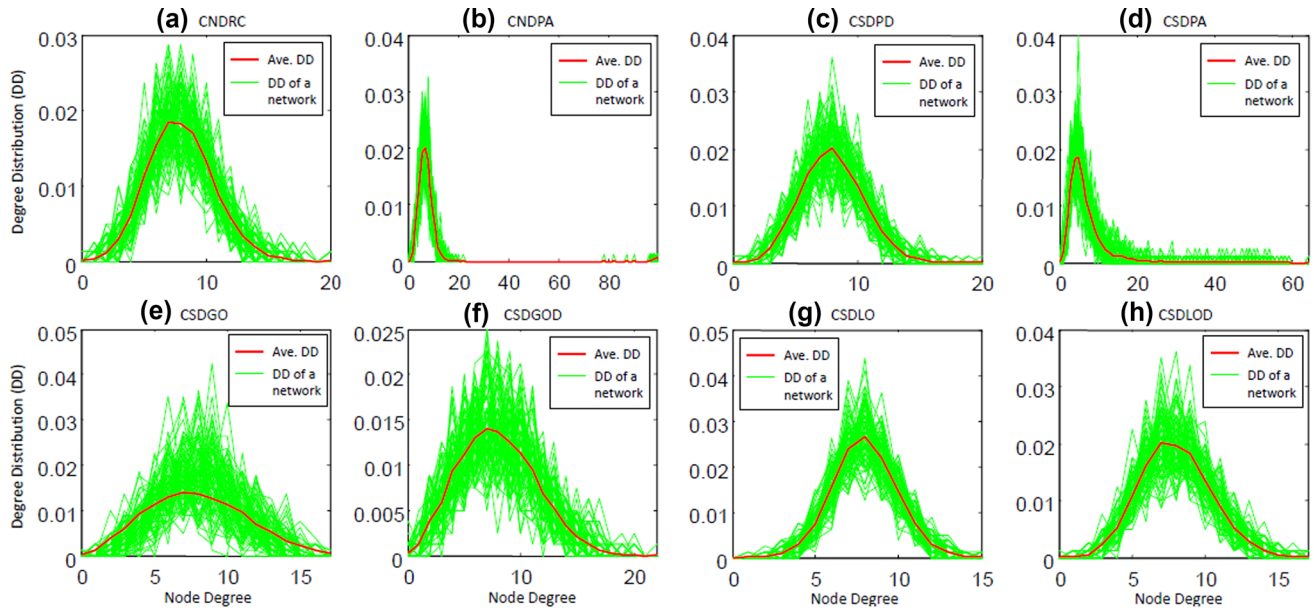 (a) CNDRC
(b) CNDPA
(c) CSDPD
(d) CSDPA
Degree Distribution (DD)
0.03
0.02
0.01
0
0 10 20
Ave. DD
DD of a
network
0.04
0.03
0.02
0.01
0
0 20 40 60 80
Ave. DD
DD of a
network
0.04
0.03
0.02
0.01
0
0 10 20
Ave. DD
DD of a
network
0.04
0.03
0.02
0.01
0
0 20 40 60
Ave. DD
DD of a
network
(e) CSDGO
(f) CSDGOD
(g) CSDLO
(h) CSDLOD
Degree Distribution (DD)
0.05
0.04
0.03
0.02
0.01
0
0 5 10 15
Node Degree
Ave. DD
DD of a
network
0.025
0.02
0.015
0.01
0.005
0
0 10 20
Node Degree
Ave. DD
DD of a
network
0.05
0.04
0.03
0.02
0.01
0
0 5 10 15
Node Degree
Ave. DD
DD of a
network
0.04
0.03
0.02
0.01
0
0 5 10 15
Node Degree
Ave. DD
DD of a
network